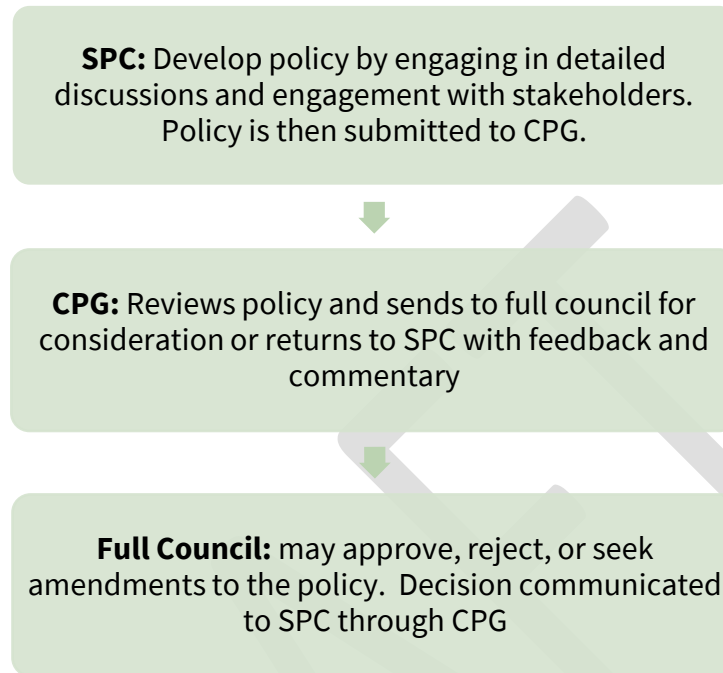 SPC: Develop policy by engaging in detailed
discussions and engagement with stakeholders.
Policy is then submitted to CPG.
CPG: Reviews policy and sends to full council for
consideration or returns to SPC with feedback and
commentary
Full Council: may approve, reject, or seek
amendments to the policy.  Decision communicated
to SPC through CPG